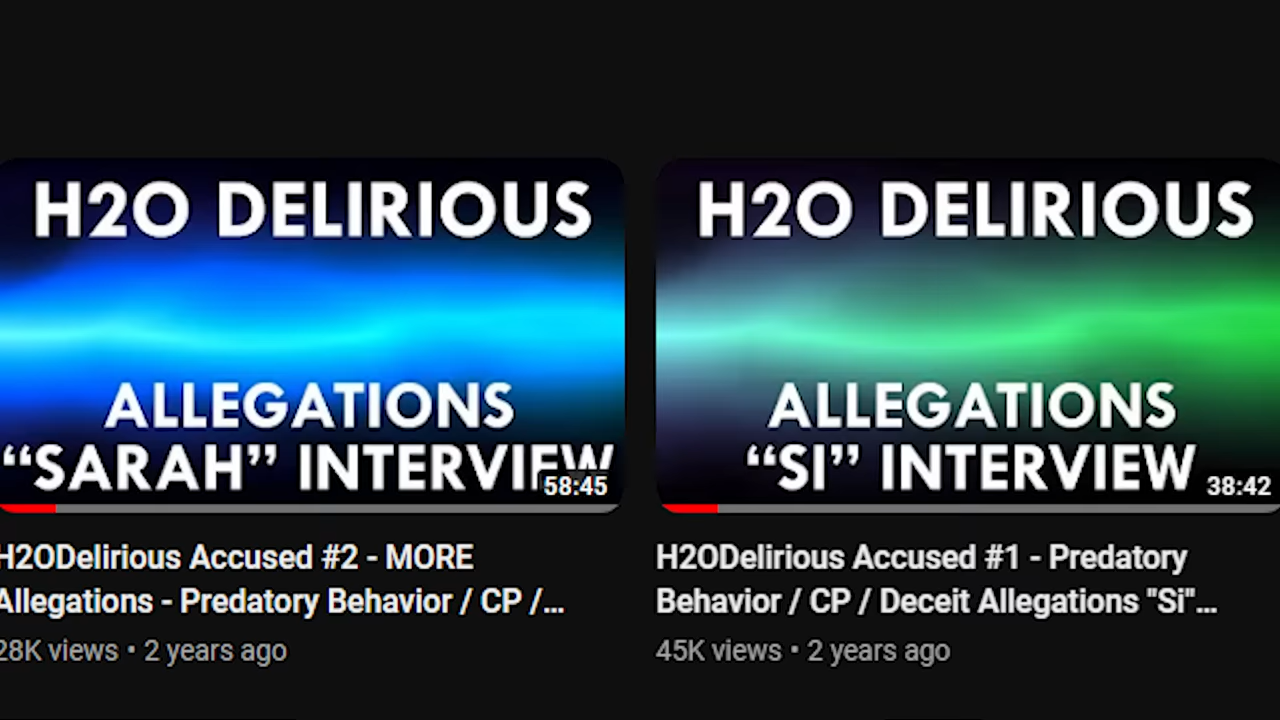 H2O DELIRIOUS
ALLEGATIONS
“SARAH” INTERVIEW
58:45
H2ODelirious Accused #2 - MORE
Allegations - Predatory Behavior / CP /...
28K views • 2 years ago
H2O DELIRIOUS
ALLEGATIONS
“SI” INTERVIEW
38:42
H2ODelirious Accused #1 - Predatory
Behavior / CP / Deceit Allegations "Si"...
45K views • 2 years ago